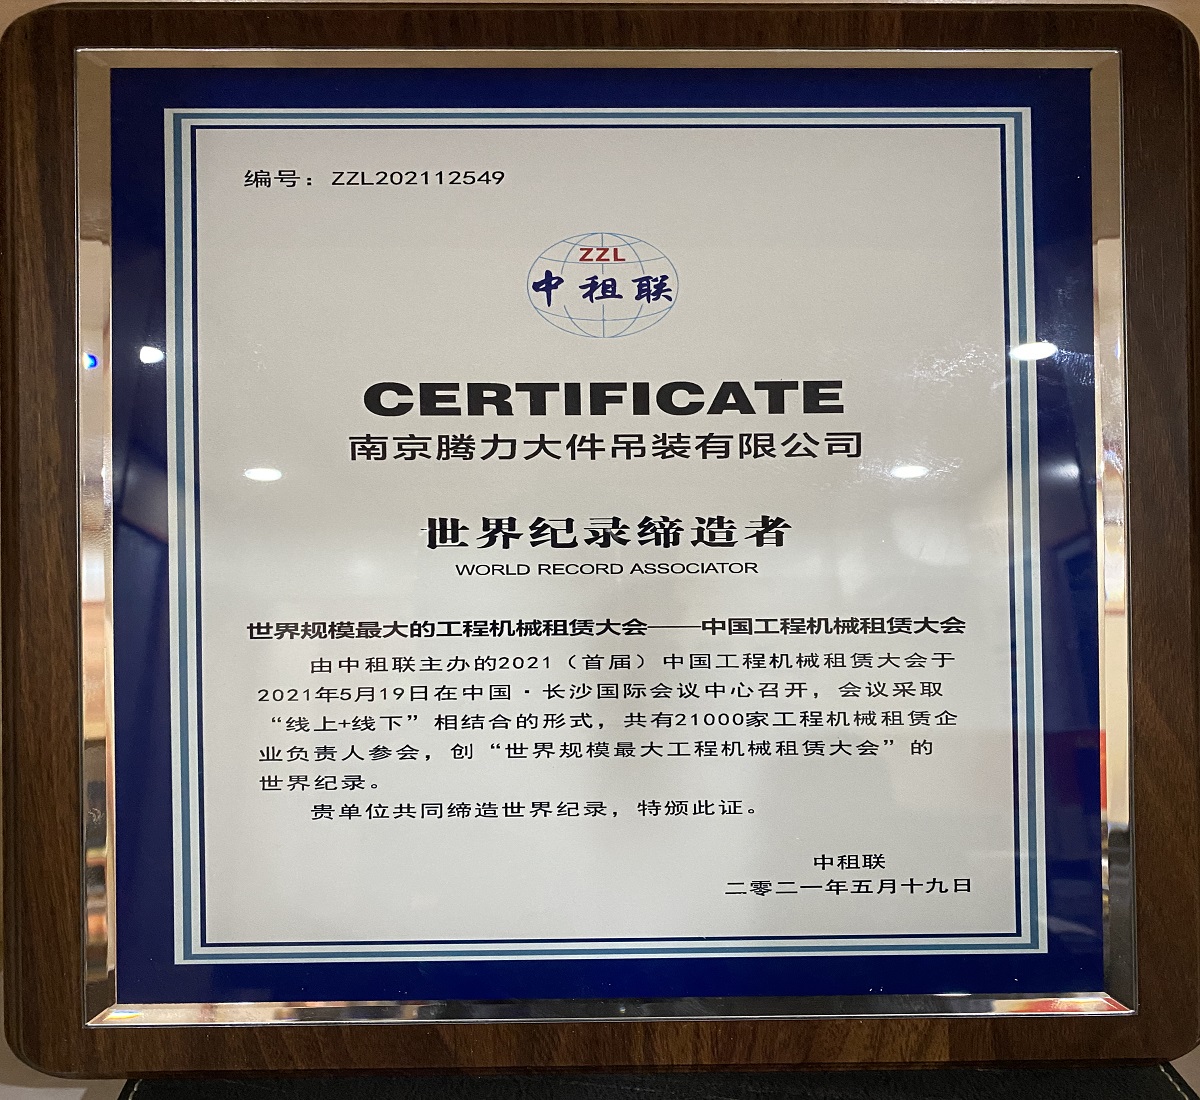 编号：ZZL202112549
ZZL
中租联
CERTIFICATE
南京腾力大件吊装有限公司
世界纪录缔造者
WORLD RECORD ASSOCIATOR
世界规模最大的工程机械租赁大会——中国工程机械租赁大会
由中租联主办的2021（首届）中国工程机械租赁大会于
2021年5月19日在中国·长沙国际会议中心召开，会议采取
“线上+线下”相结合的形式，共有21000家工程机械租赁企
业负责人参会，创“世界规模最大工程机械租赁大会”的
世界纪录。
贵单位共同缔造世界纪录，特颁此证。
中租联
二零二一年五月十九日